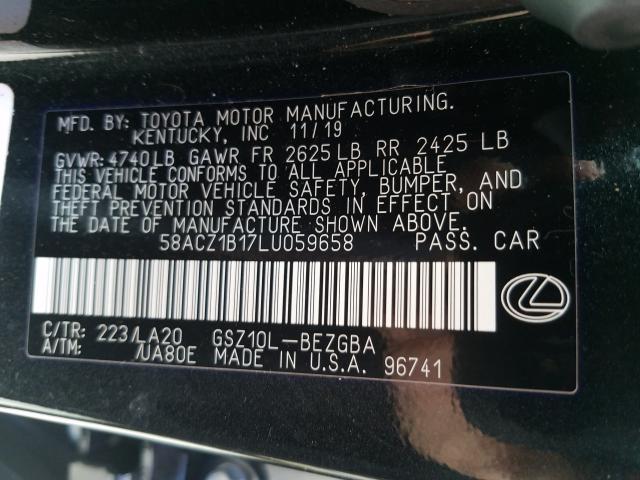 MFD. BY: TOYOTA MOTOR MANUFACTURING.
KENTUCKY, INC 11/19
GVWR: 4740LB GAWR FR 2625 LB RR 2425 LB
THIS VEHICLE CONFORMS TO ALL APPLICABLE
FEDERAL MOTOR VEHICLE SAFETY, BUMPER, AND
THEFT PREVENTION STANDARDS IN EFFECT ON
THE DATE OF MANUFACTURE SHOWN ABOVE.
58ACZ1B17LU059658 PASS. CAR
C/TR: 223/LA20 GSZ10L-BEZGBA
A/TM: /UA80E MADE IN U.S.A. 96741